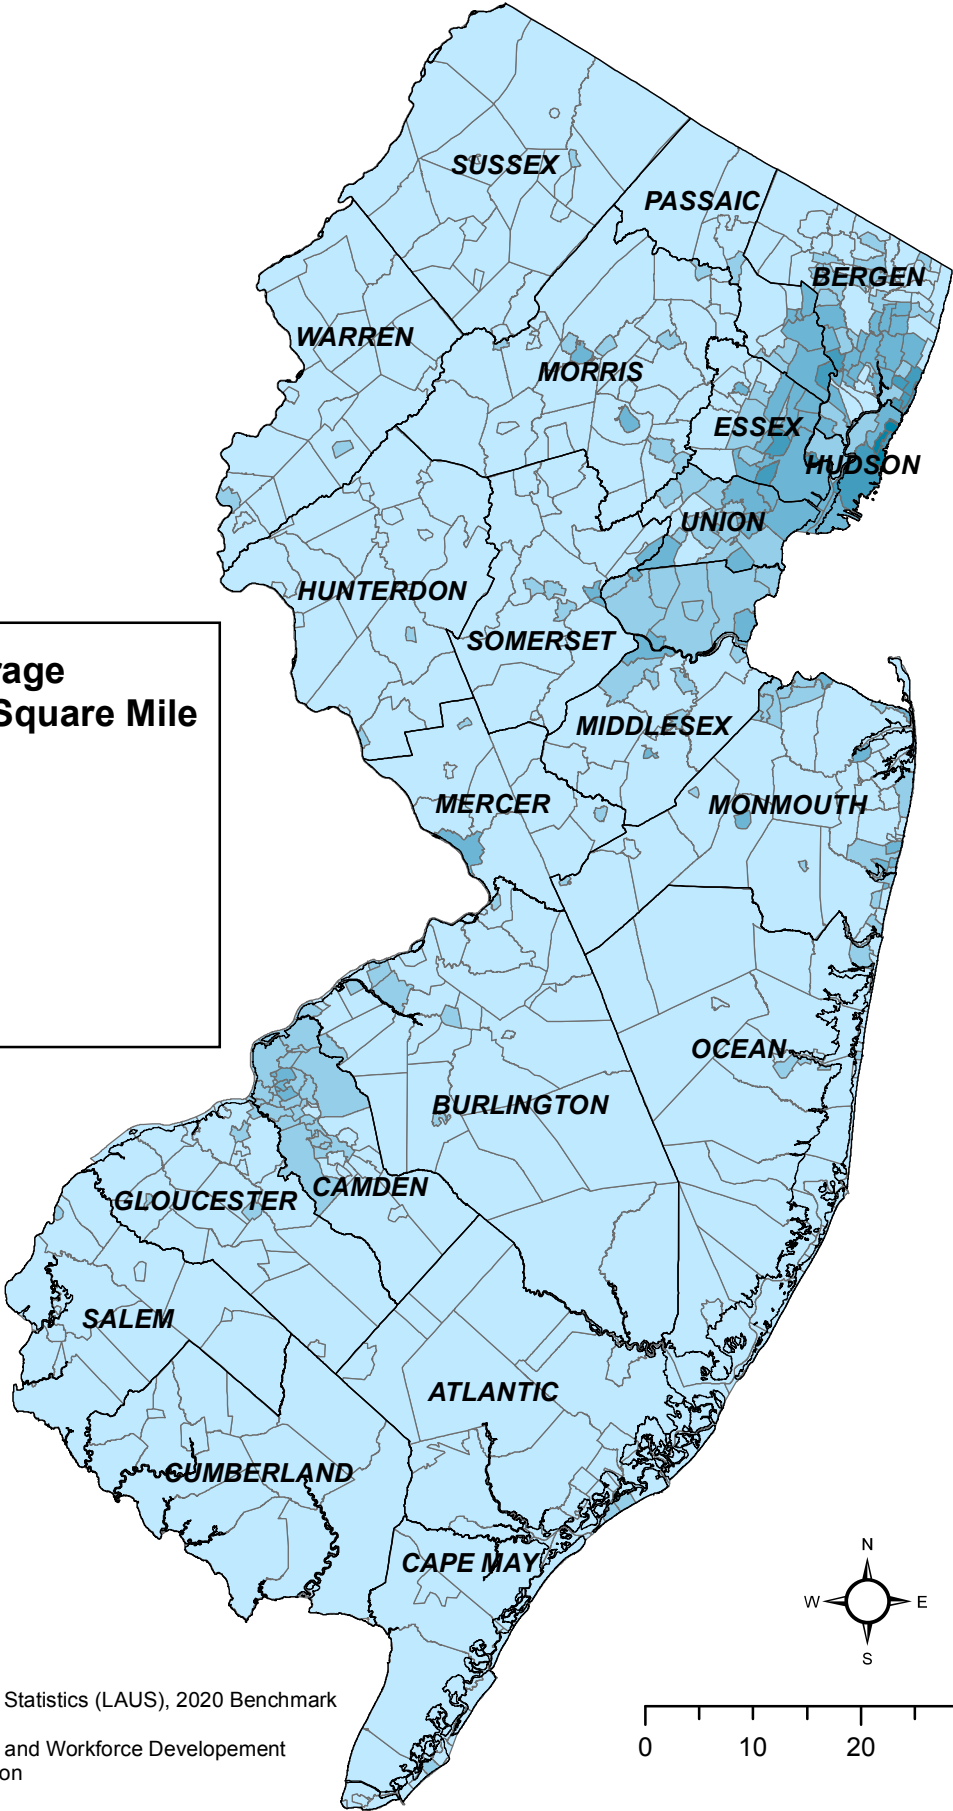 SUSSEX
PASSAIC
BERGEN
WARREN
MORRIS
ESSEX
HUDSON
UNION
HUNTERDON
SOMERSET
rage
Square Mile
MIDDLESEX
MERCER
MONMOUTH
OCEAN
BURLINGTON
CAMDEN
GLOUCESTER
SALEM
ATLANTIC
CUMBERLAND
CAPE MAY
N
W E
S
Statistics (LAUS), 2020 Benchmark
and Workforce Developement
on
0 10 20